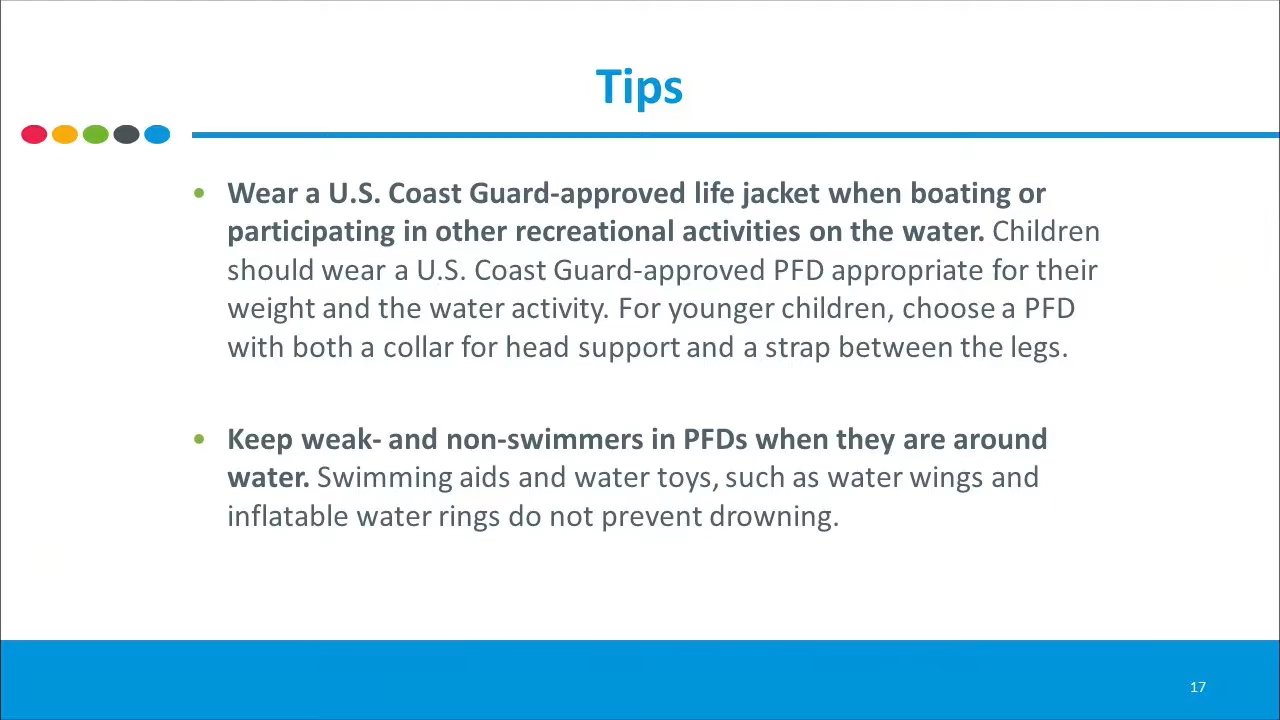 Tips
• Wear a U.S. Coast Guard-approved life jacket when boating or
participating in other recreational activities on the water. Children
should wear a U.S. Coast Guard-approved PFD appropriate for their
weight and the water activity. For younger children, choose a PFD
with both a collar for head support and a strap between the legs.
• Keep weak- and non-swimmers in PFDs when they are around
water. Swimming aids and water toys, such as water wings and
inflatable water rings do not prevent drowning.
17